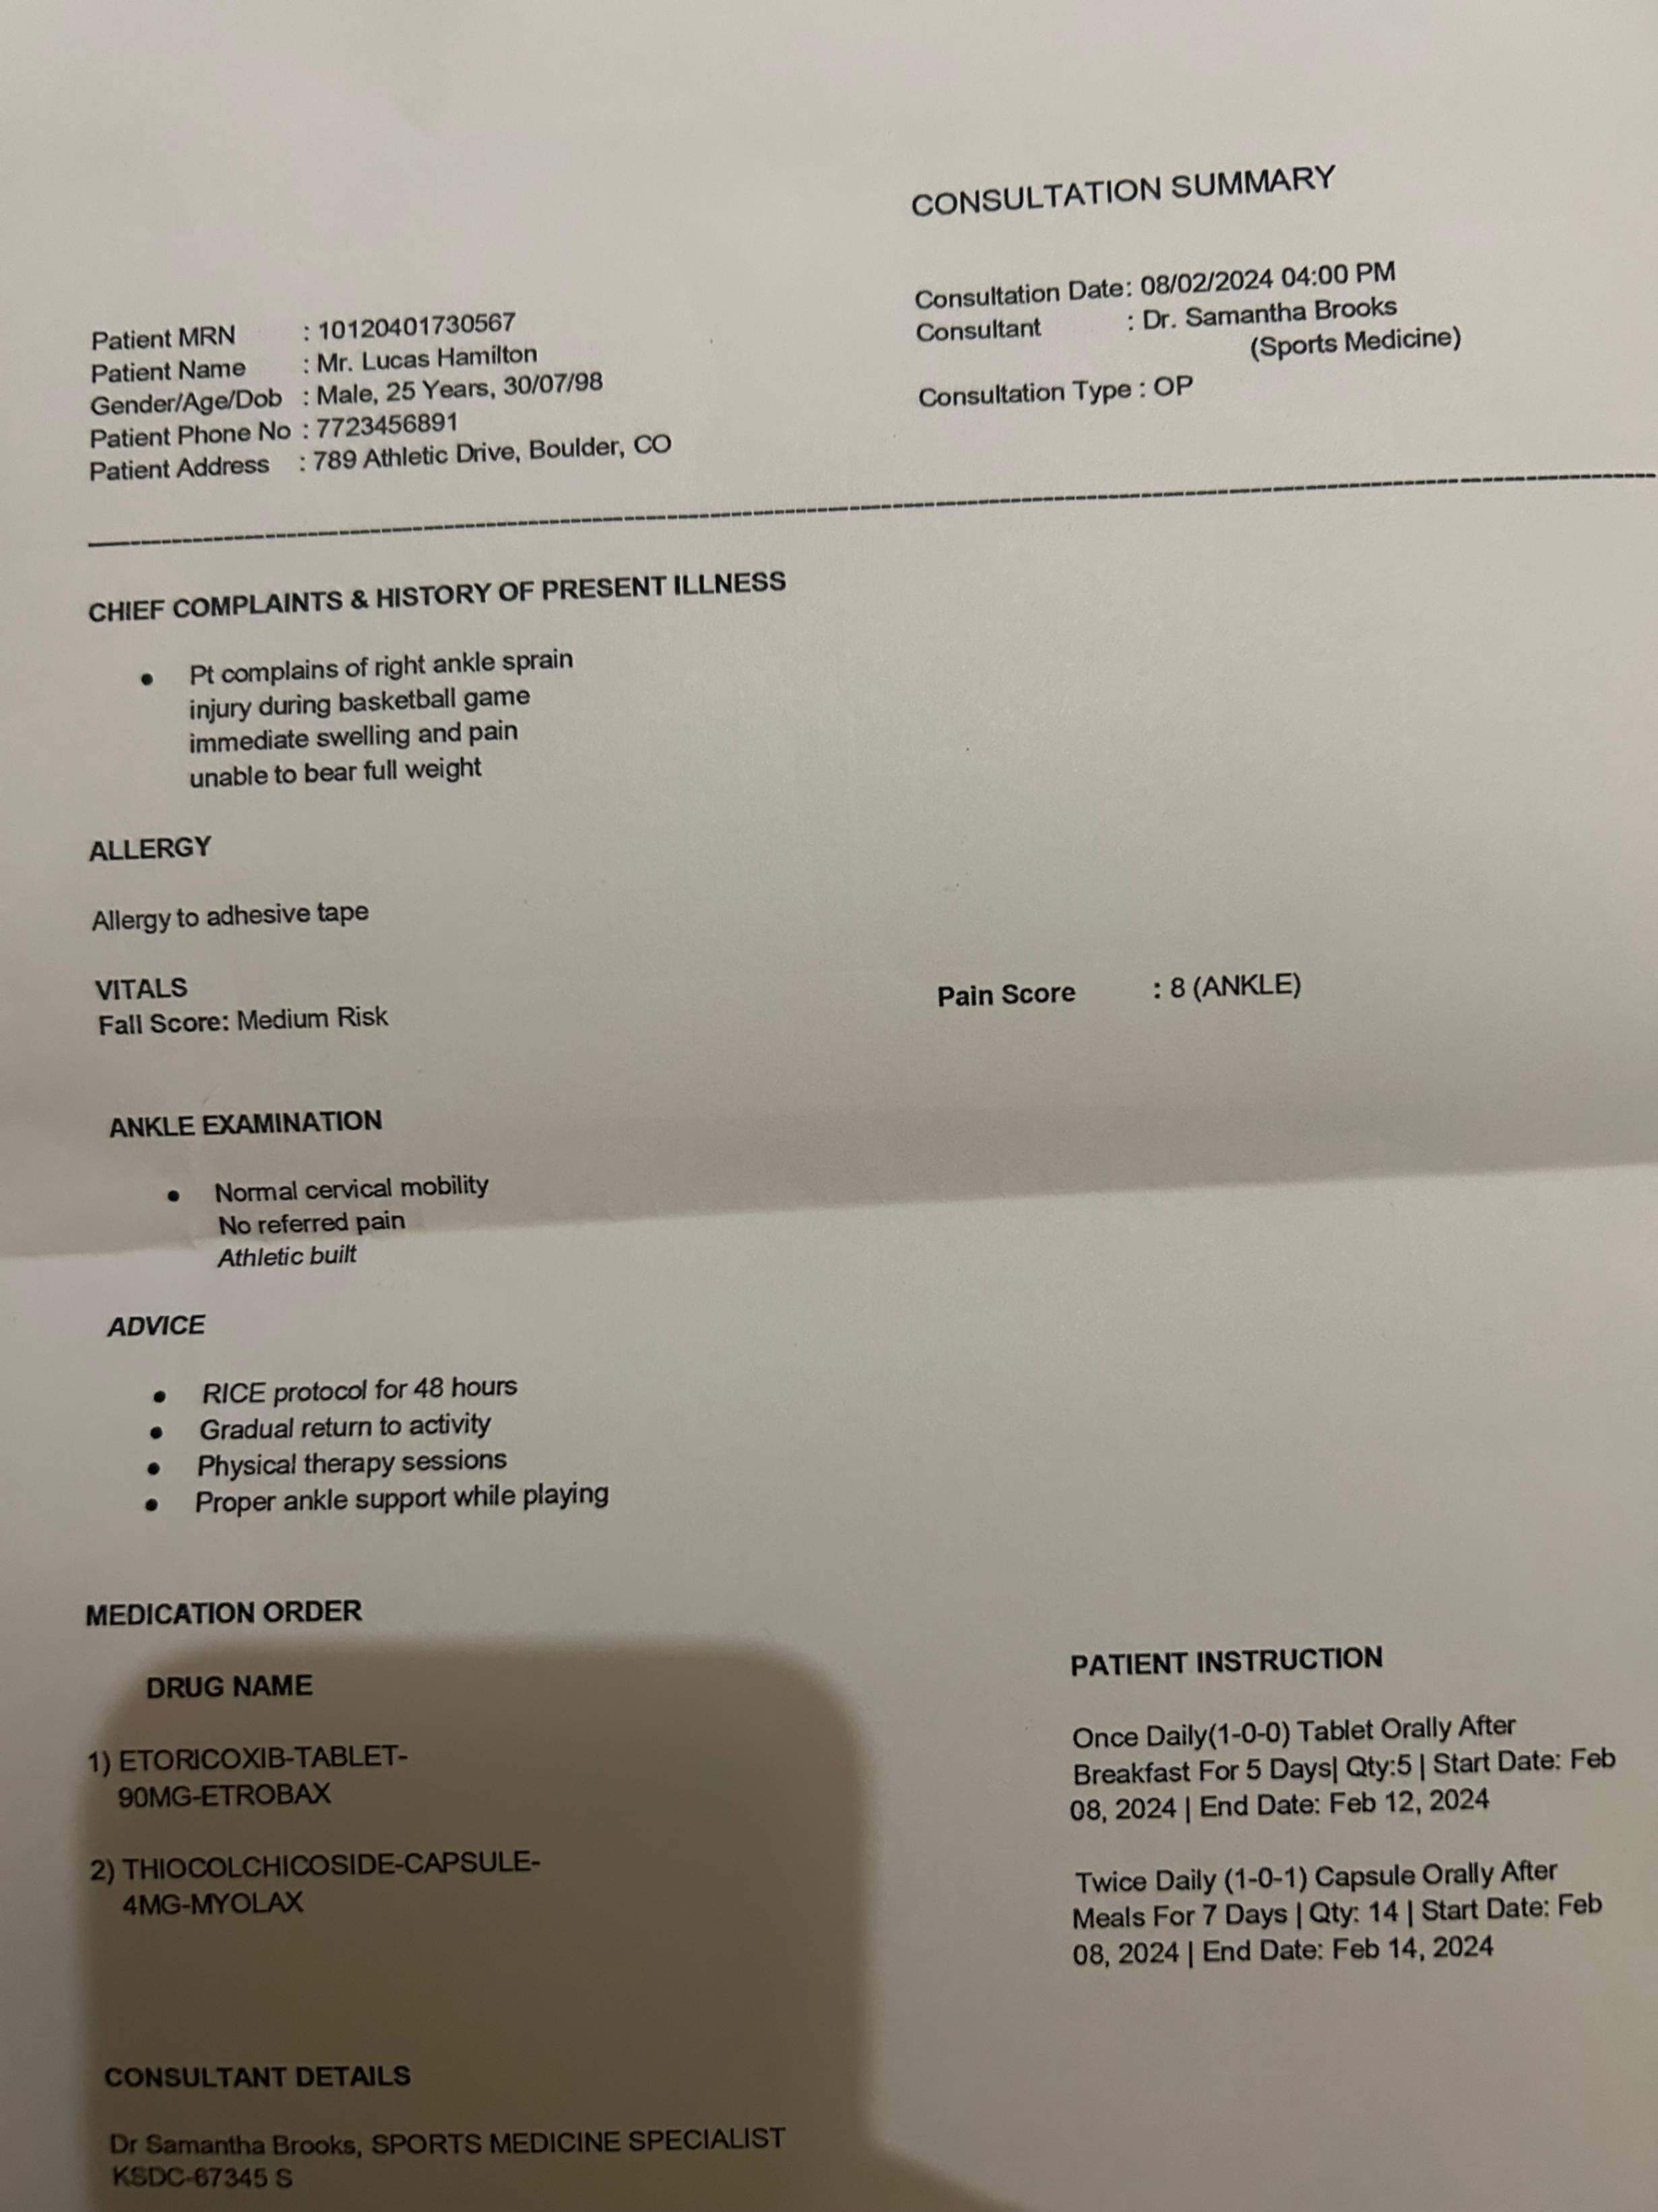 CONSULTATION SUMMARY
Patient MRN : 10120401730567
Patient Name : Mr. Lucas Hamilton
Gender/Age/Dob : Male, 25 Years, 30/07/98
Patient Phone No : 7723456891
Patient Address : 789 Athletic Drive, Boulder, CO
Consultation Date: 08/02/2024 04:00 PM
Consultant : Dr. Samantha Brooks
(Sports Medicine)
Consultation Type : OP
CHIEF COMPLAINTS & HISTORY OF PRESENT ILLNESS
• Pt complains of right ankle sprain
injury during basketball game
immediate swelling and pain
unable to bear full weight
ALLERGY
Allergy to adhesive tape
VITALS
Fall Score: Medium Risk
Pain Score : 8 (ANKLE)
ANKLE EXAMINATION
• Normal cervical mobility
No referred pain
Athletic built
ADVICE
• RICE protocol for 48 hours
• Gradual return to activity
• Physical therapy sessions
• Proper ankle support while playing
MEDICATION ORDER
DRUG NAME
1) ETORICOXIB-TABLET-
90MG-ETROBAX
2) THIOCOLCHICOSIDE-CAPSULE-
4MG-MYOLAX
PATIENT INSTRUCTION
Once Daily(1-0-0) Tablet Orally After
Breakfast For 5 Days| Qty:5 | Start Date: Feb
08, 2024 | End Date: Feb 12, 2024
Twice Daily (1-0-1) Capsule Orally After
Meals For 7 Days | Qty: 14 | Start Date: Feb
08, 2024 | End Date: Feb 14, 2024
CONSULTANT DETAILS
Dr Samantha Brooks, SPORTS MEDICINE SPECIALIST
KSDC-67345 S